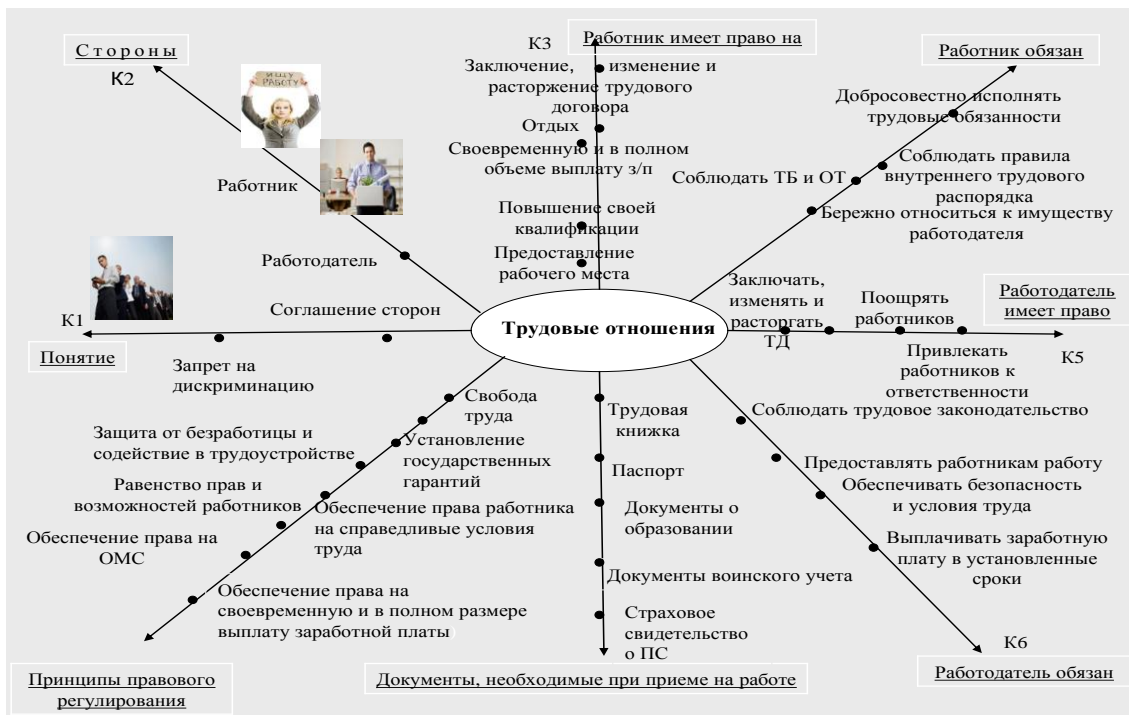 С т о р о н ы
К2
К3
Работник имеет право на
Работник обязан
Заключение, изменение и
расторжение трудового
договора
Отдых
Своевременную и в полном
объеме выплату з/п
Повышение своей
квалификации
Предоставление
рабочего места
ИЩУ
РАБОТУ
Работник
Работодатель
Добросовестно исполнять
трудовые обязанности
Соблюдать правила
внутреннего трудового
распорядка
Соблюдать ТБ и ОТ
Бережно относиться к имуществу
работодателя
К1
Понятие
Соглашение сторон
Запрет на
дискриминацию
Трудовые отношения
Заключать,
изменять и
расторгать
ТД
Поощрять
работников
Привлекать
работников к
ответственности
Работодатель
имеет право
К5
Свобода
труда
Защита от безработицы и
содействие в трудоустройстве
Установление
государственных
гарантий
Равенство прав и
возможностей работников
Обеспечение права работника
на справедливые условия
труда
Обеспечение права на
ОМС
Обеспечение права на
своевременную и в полном размере
выплату заработной платы
Принципы правового
регулирования
Трудовая
книжка
Паспорт
Документы о
образовании
Документы воинского учета
Страховое
свидетельство
о ПС
Документы, необходимые при приеме на работе
Соблюдать трудовое законодательство
Предоставлять работникам работу
Обеспечивать безопасность
и условия труда
Выплачивать заработную
плату в установленные
сроки
К6
Работодатель обязан